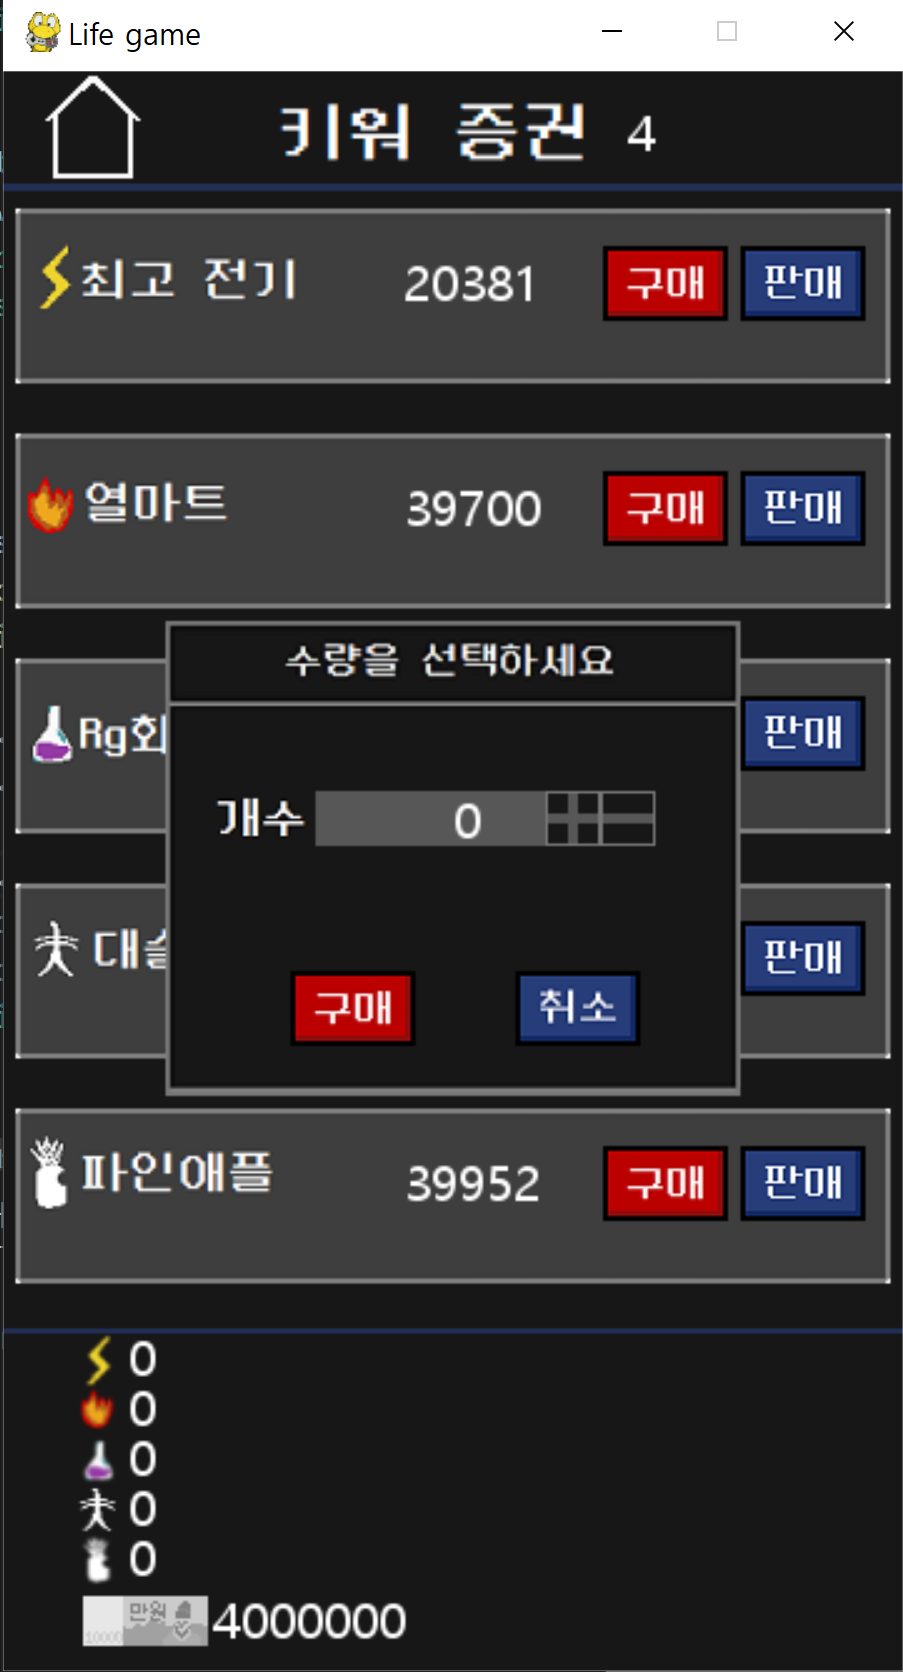 Life game
키워 증권 4
최고 전기 20381 구매 판매
열마트 39700 구매 판매
Rg화 판매
수량을 선택하세요
개수 0
구매 취소
판매
파인애플 39952 구매 판매
0
0
0
0
0
만원
10000
4000000